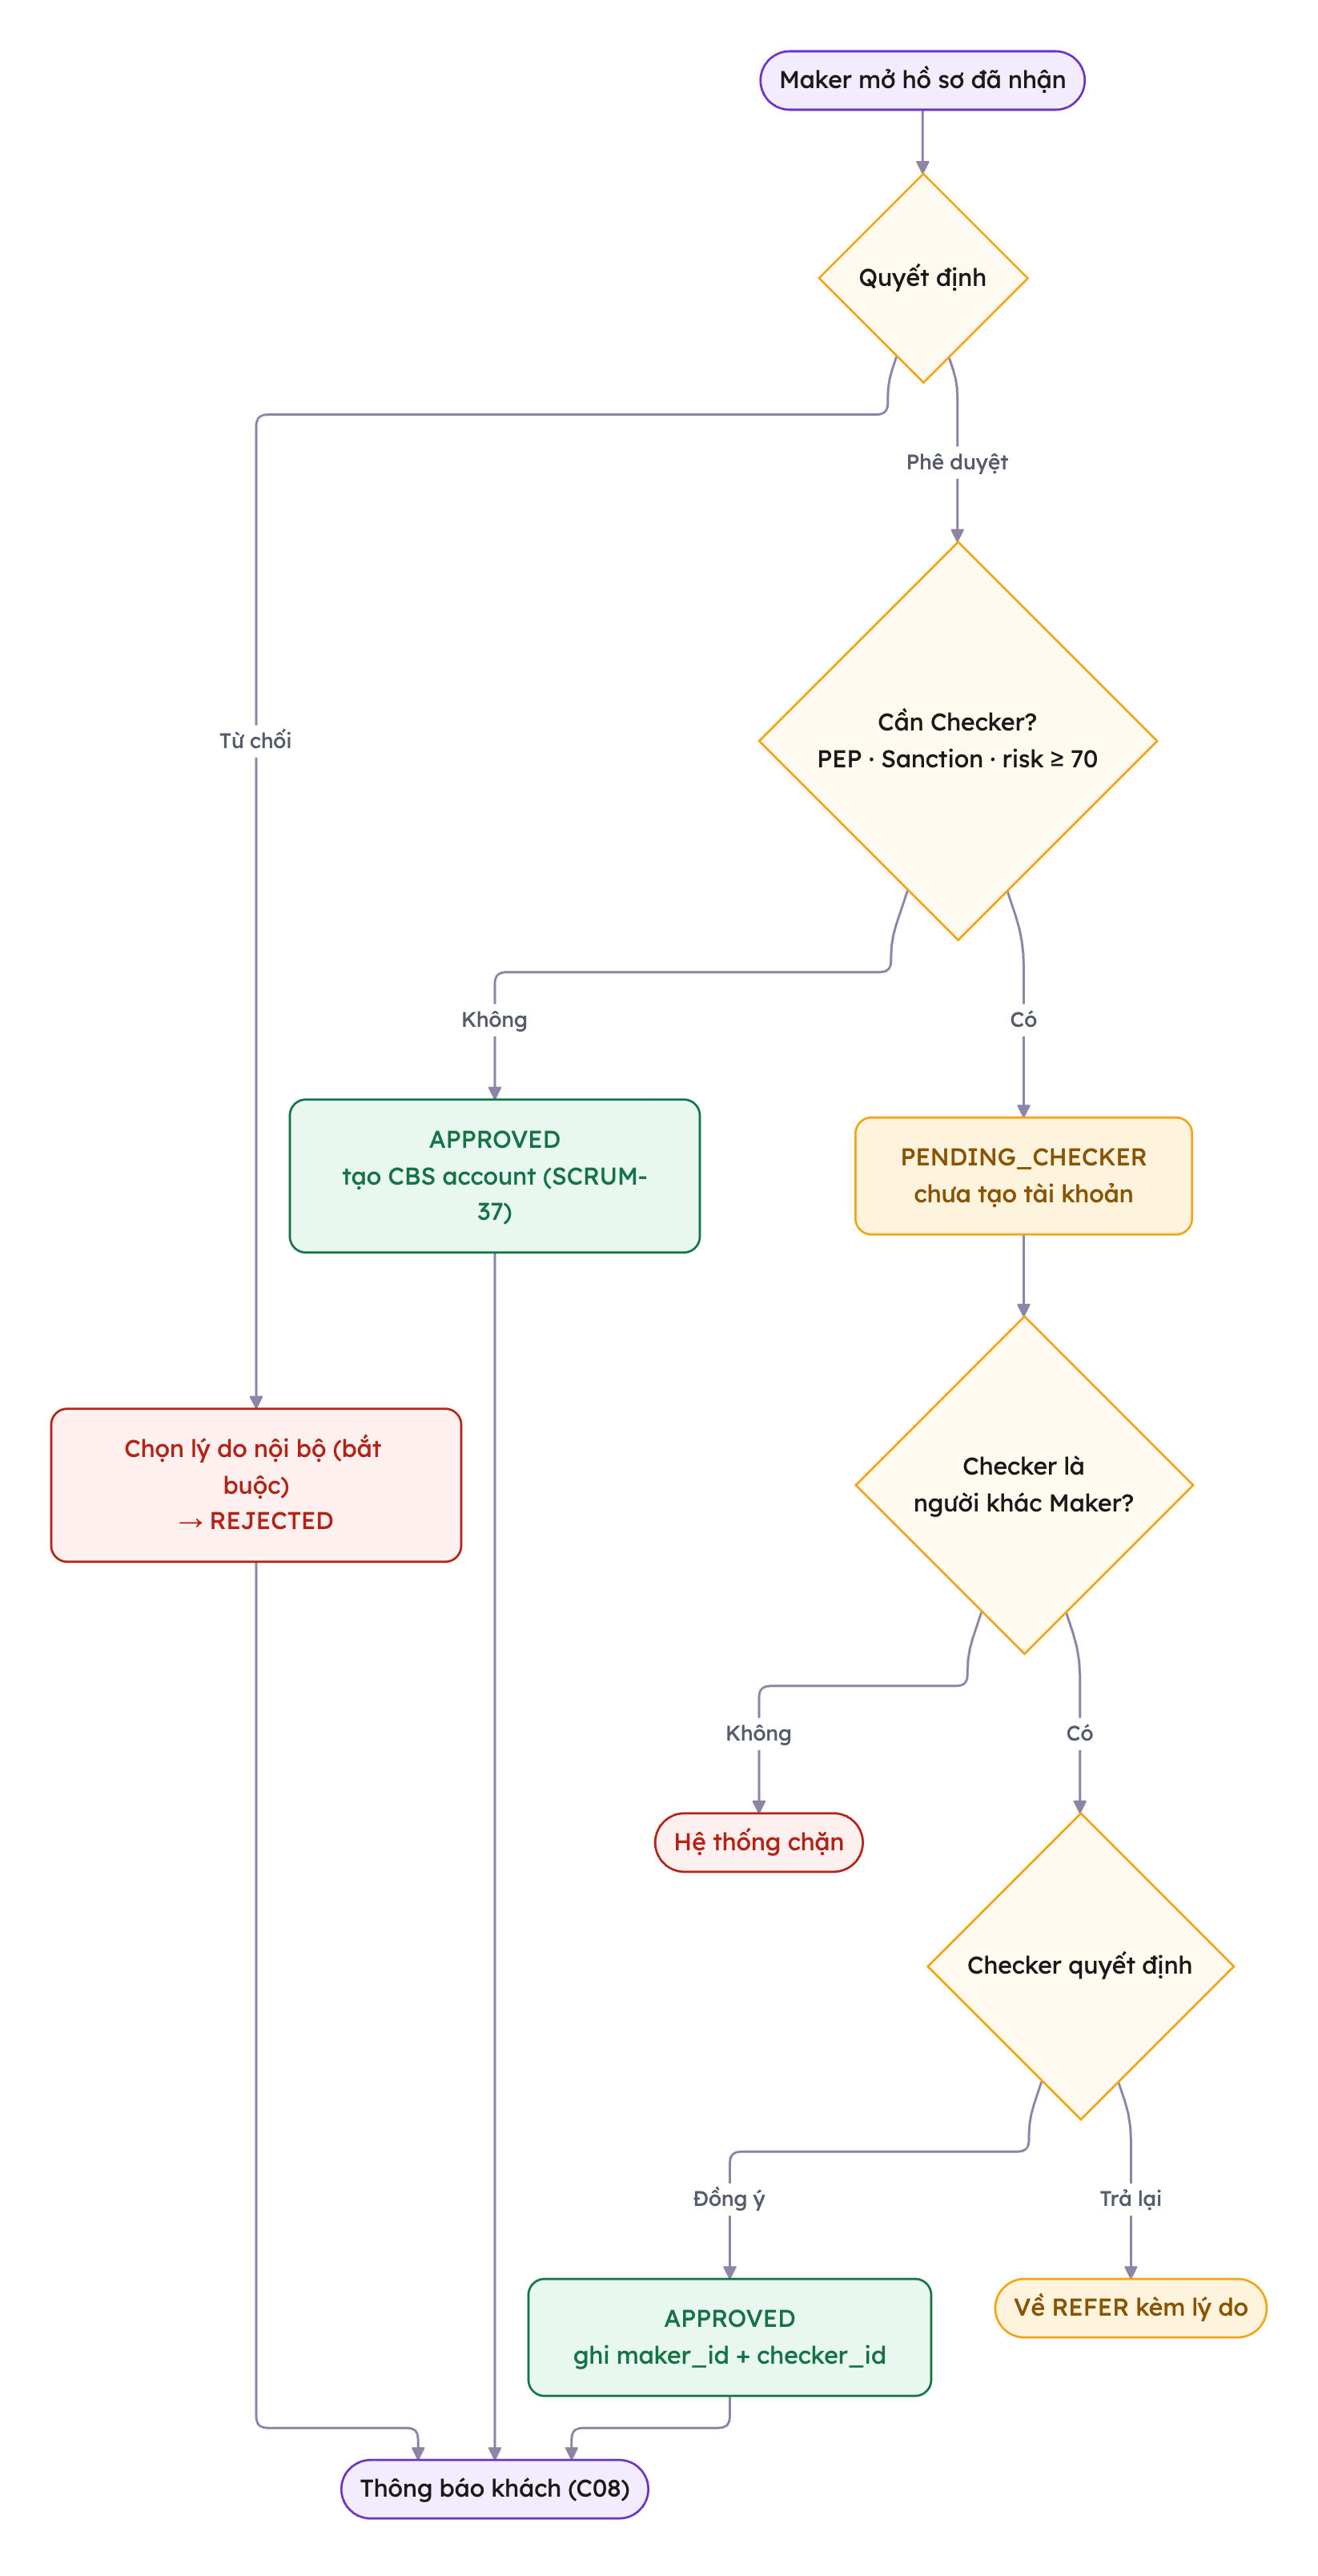 Maker mở hồ sơ đã nhận
Quyết định
Phê duyệt
Từ chối
Cần Checker?
PEP · Sanction · risk ≥ 70
Không
Có
APPROVED
tạo CBS account (SCRUM-
37)
PENDING_CHECKER
chưa tạo tài khoản
Chọn lý do nội bộ (bắt
buộc)
→ REJECTED
Checker là
người khác Maker?
Không
Có
Hệ thống chặn
Checker quyết định
Đồng ý
Trả lại
APPROVED
ghi maker_id + checker_id
Về REFER kèm lý do
Thông báo khách (C08)